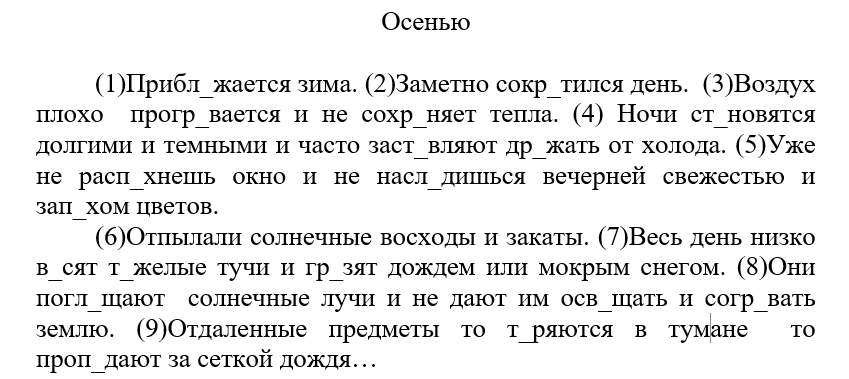 Осенью
(1)Прибл_жается зима. (2)Заметно сокр_тился день. (3)Воздух
плохо прогр_вается и не сохр_няет тепла. (4) Ночи ст_новятся
долгими и темными и часто заст_вляют др_жать от холода. (5)Уже
не расп_хнешь окно и не насл_дишься вечерней свежестью и
зап_хом цветов.
(6)Отпылали солнечные восходы и закаты. (7)Весь день низко
в_сят т_желые тучи и гр_зят дождем или мокрым снегом. (8)Они
погл_щают солнечные лучи и не дают им осв_щать и согр_вать
землю. (9)Отдаленные предметы то т_ряются в тумане то
проп_дают за сеткой дождя…